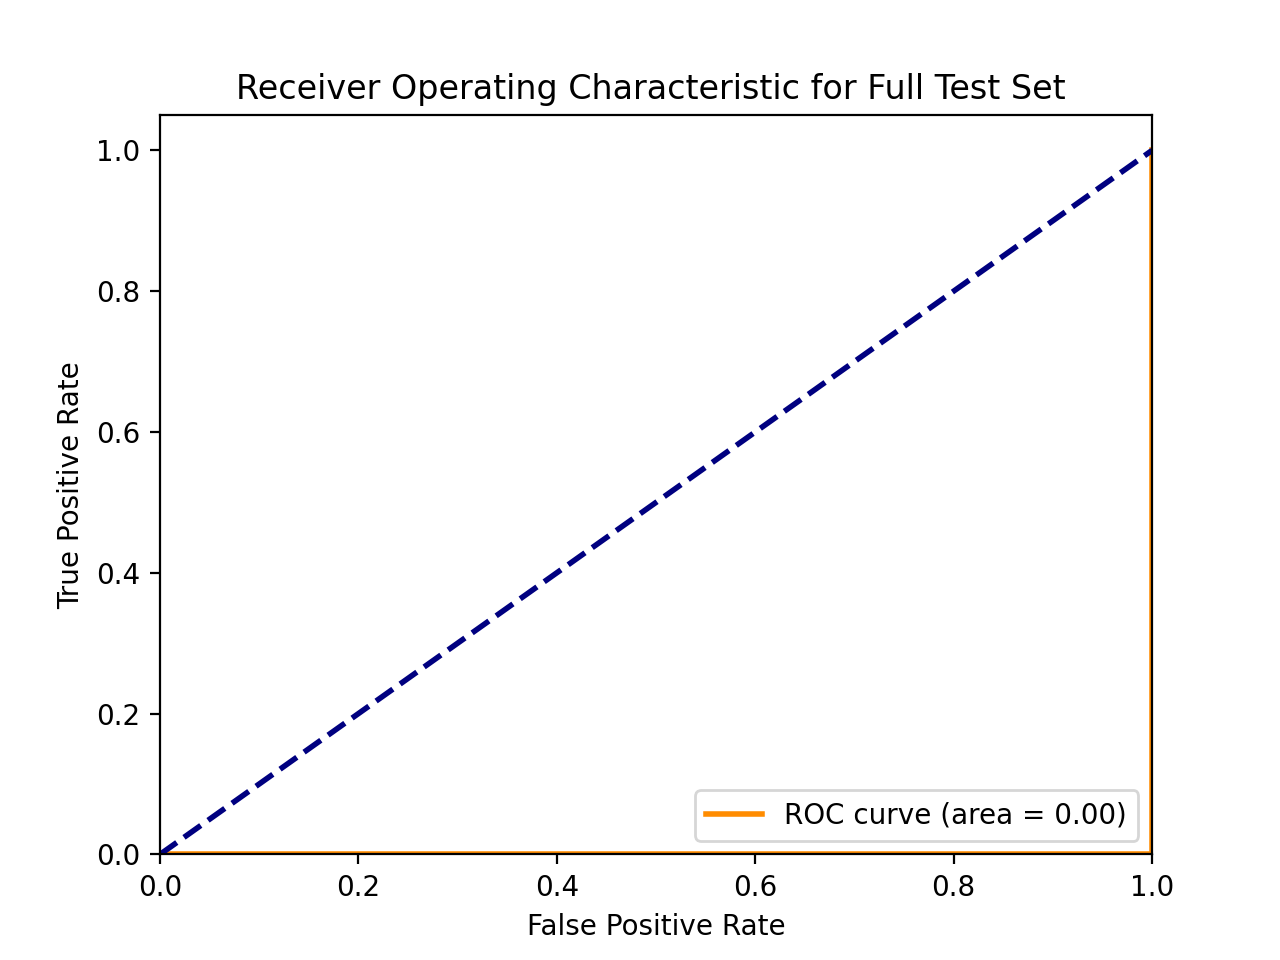 Receiver Operating Characteristic for Full Test Set
1.0
0.8
0.6
0.4
0.2
0.0
True Positive Rate
ROC curve (area = 0.00)
0.0 0.2 0.4 0.6 0.8 1.0
False Positive Rate